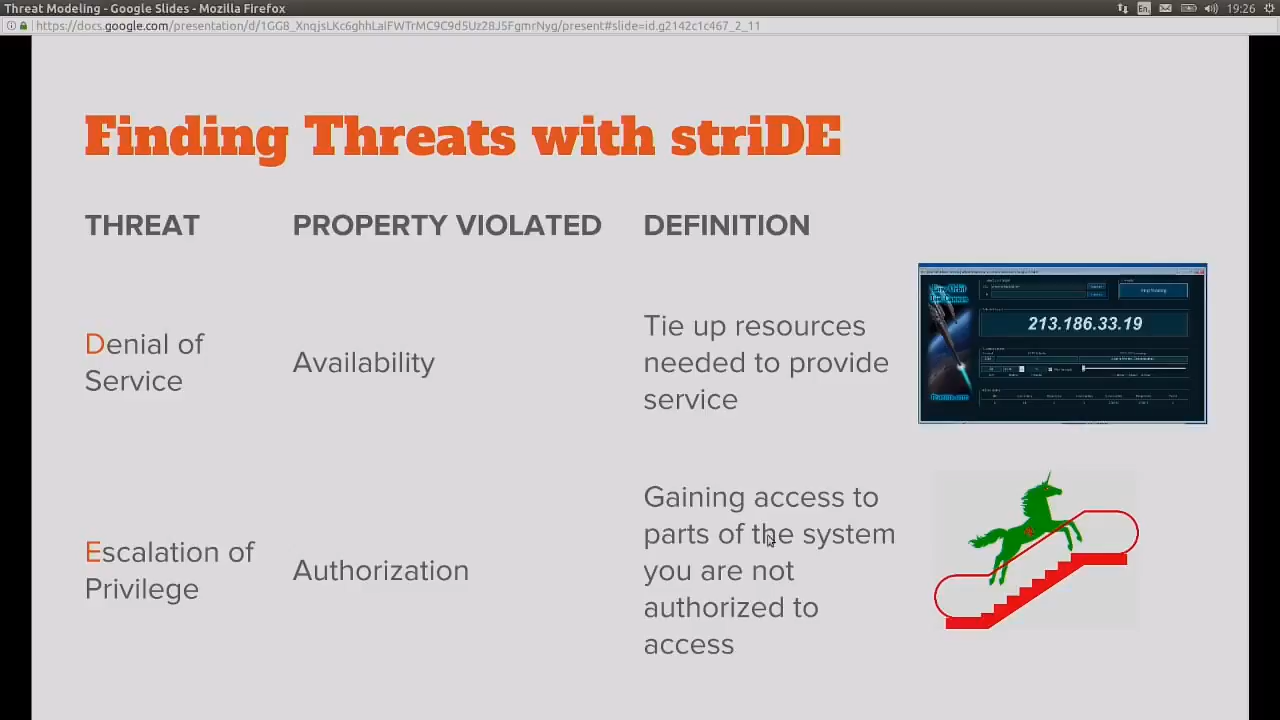 Threat Modeling - Google Slides - Mozilla Firefox
En
19:26
https://docs.google.com/presentation/d/1GG8_XnqjsLKc6ghhLaIFWTrMC9C9d5Uz28J5FgmrNyg/present#slide=id.g2142c1c467_2_11
Finding Threats with striDE
THREAT
PROPERTY VIOLATED
DEFINITION
Denial of
Service
Availability
Tie up resources
needed to provide
service
213.186.33.19
Escalation of
Privilege
Authorization
Gaining access to
parts of the system
you are not
authorized to
access